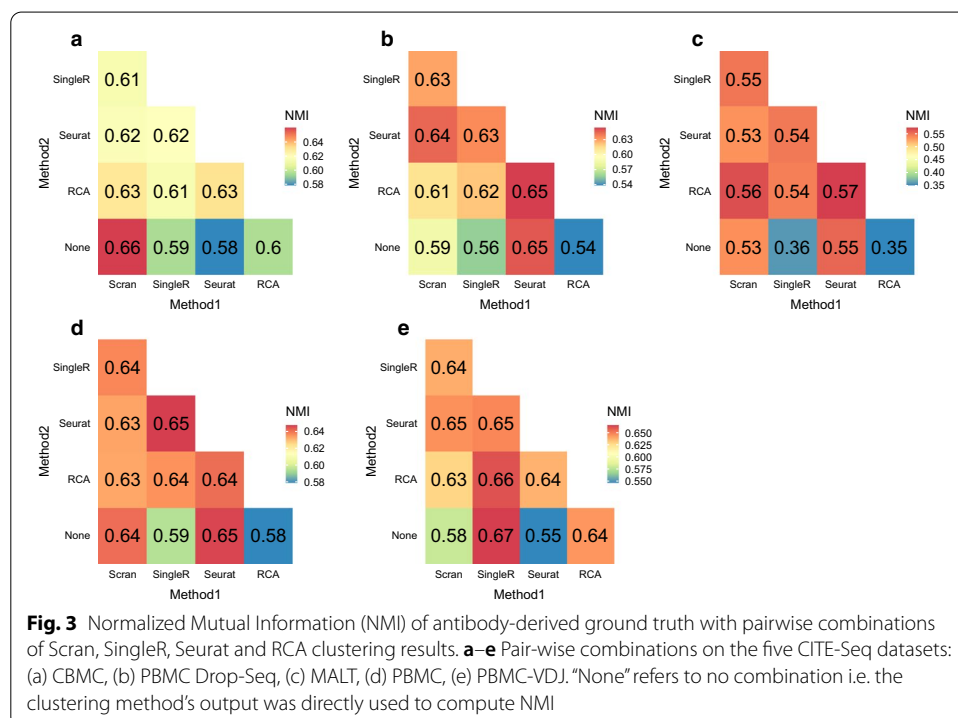 a
SingleR 0.61
Seurat 0.62 0.62
RCA 0.63 0.61 0.63
None 0.66 0.59 0.58 0.6
Scran SingleR Seurat RCA
Method1
Method2
NMI
0.64
0.62
0.60
0.58
b
SingleR 0.63
Seurat 0.64 0.63
RCA 0.61 0.62 0.65
None 0.59 0.56 0.65 0.54
Scran SingleR Seurat RCA
Method1
Method2
NMI
0.63
0.60
0.57
0.54
c
SingleR 0.55
Seurat 0.53 0.54
RCA 0.56 0.54 0.57
None 0.53 0.36 0.55 0.35
Scran SingleR Seurat RCA
Method1
Method2
NMI
0.55
0.50
0.45
0.40
0.35
d
SingleR 0.64
Seurat 0.63 0.65
RCA 0.63 0.64 0.64
None 0.64 0.59 0.65 0.58
Scran SingleR Seurat RCA
Method1
Method2
NMI
0.64
0.62
0.60
0.58
e
SingleR 0.64
Seurat 0.65 0.65
RCA 0.63 0.66 0.64
None 0.58 0.67 0.55 0.64
Scran SingleR Seurat RCA
Method1
Method2
NMI
0.650
0.625
0.600
0.575
0.550
Fig. 3 Normalized Mutual Information (NMI) of antibody-derived ground truth with pairwise combinations
of Scran, SingleR, Seurat and RCA clustering results. a–e Pair-wise combinations on the five CITE-Seq datasets:
(a) CBMC, (b) PBMC Drop-Seq, (c) MALT, (d) PBMC, (e) PBMC-VDJ. "None" refers to no combination i.e. the
clustering method's output was directly used to compute NMI